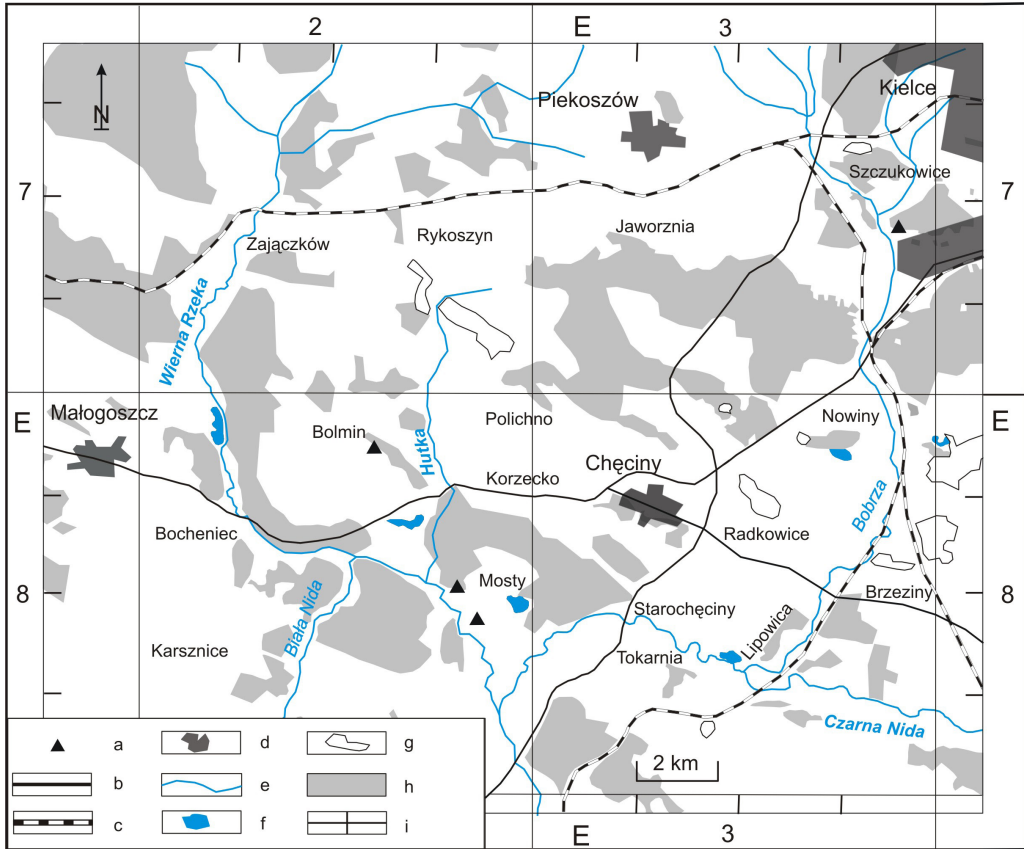 2 E 3
Kielce
Piekoszów
N
Szczukowice
7 7
Jaworznia
Rykoszyn
Zajączków
Wierna Rzeka
Małogoszcz
E E
Polichno
Nowiny
Bolmin
Hutka
Chęciny
Korzecko
Bobrza
Bocheniec
Radkowice
Mosty
Brzeziny
8 8
Biała Nida
Starochęciny
Lipowica
Karsznice
Tokarnia
Czarna Nida
2 km
a d g
b e h
c f i
E 3